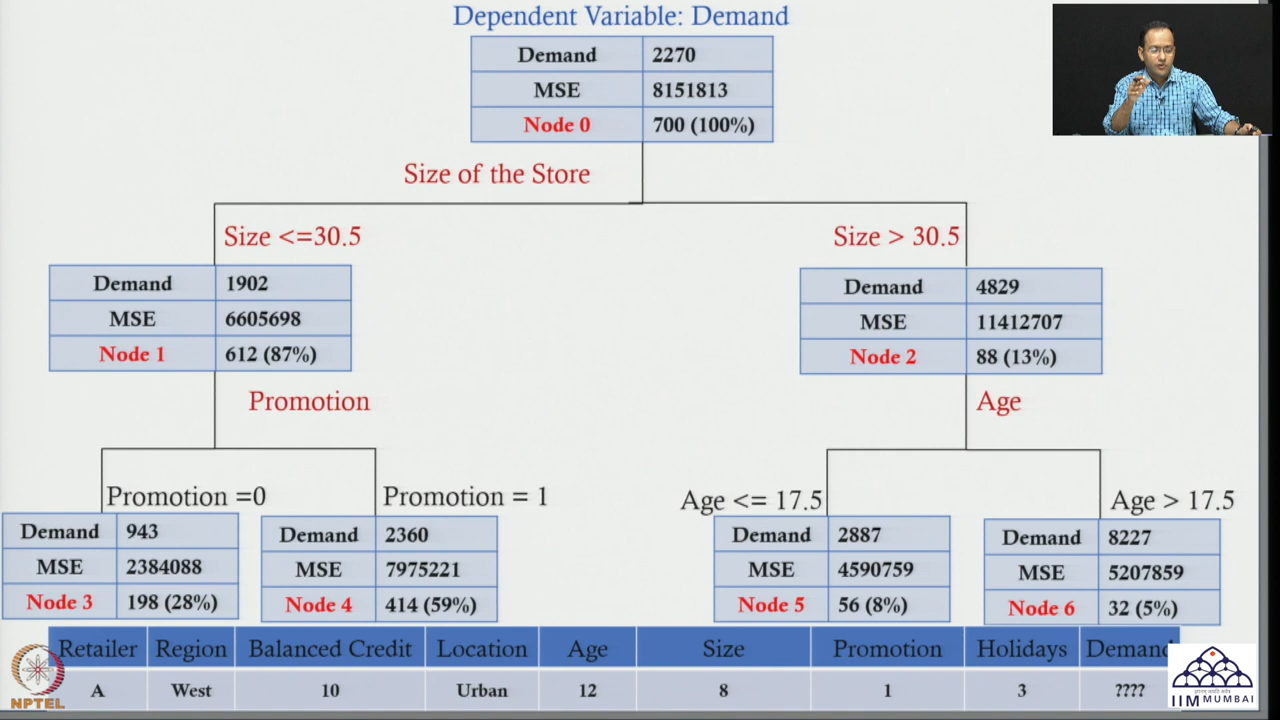 Dependent Variable: Demand
Demand 2270
MSE 8151813
Node 0 700 (100%)
Size of the Store
Size <=30.5 Size > 30.5
Demand 1902
MSE 6605698
Node 1 612 (87%)
Demand 4829
MSE 11412707
Node 2 88 (13%)
Promotion Age
Promotion =0 Promotion = 1 Age <= 17.5 Age > 17.5
Demand 943
MSE 2384088
Node 3 198 (28%)
Demand 2360
MSE 7975221
Node 4 414 (59%)
Demand 2887
MSE 4590759
Node 5 56 (8%)
Demand 8227
MSE 5207859
Node 6 32 (5%)
Retailer Region Balanced Credit Location Age Size Promotion Holidays Demand
A West 10 Urban 12 8 1 3 ????
NPTEL
IIM MUMBAI